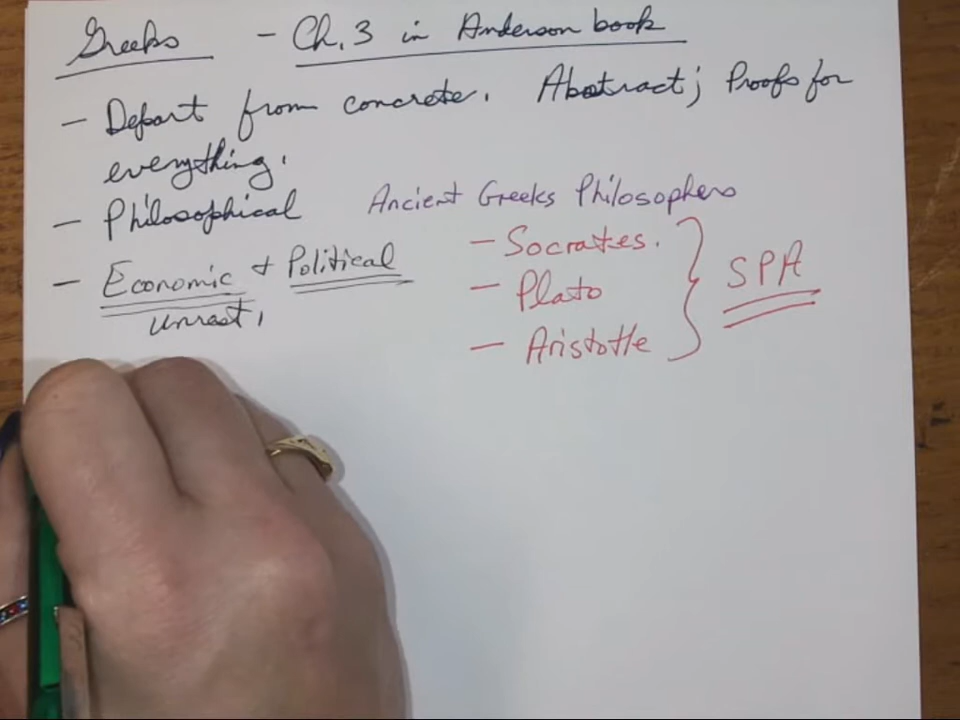 Greeks - Ch. 3 in Anderson book
- Depart from concrete. Abstract; Proofs for
everything.
- Philosophical
- Economic & Political
unrest,
Ancient Greeks Philosophers
- Socrates.
- Plato
- Aristotle
SPA